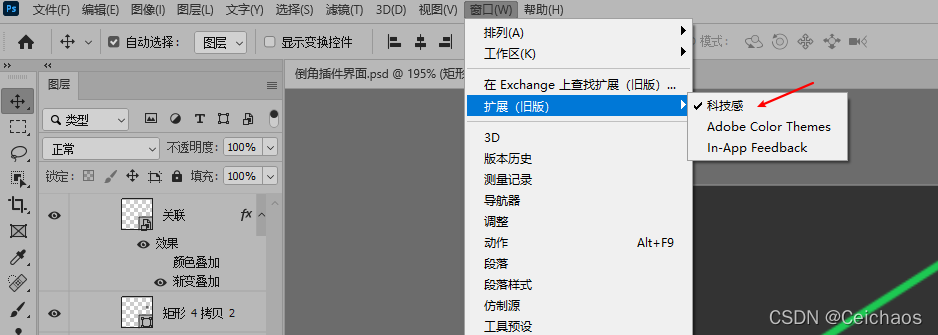 Ps 文件(F) 编辑(E) 图像(I) 图层(L) 文字(Y) 选择(S) 滤镜(T) 3D(D) 视图(V) 窗口(W) 帮助(H)
自动选择： 图层 显示变换控件 模式：
排列(A)
工作区(K)
倒角插件界面.psd @ 195% (矩形
图层
在 Exchange 上查找扩展（旧版）...
扩展（旧版）
科技感
Adobe Color Themes
In-App Feedback
类型
正常 不透明度： 100%
锁定： 填充： 100%
关联 fx
效果
颜色叠加
渐变叠加
矩形 4 拷贝 2
3D
版本历史
测量记录
导航器
调整
动作 Alt+F9
段落
段落样式
仿制源
工具预设
CSDN @Ceichaos